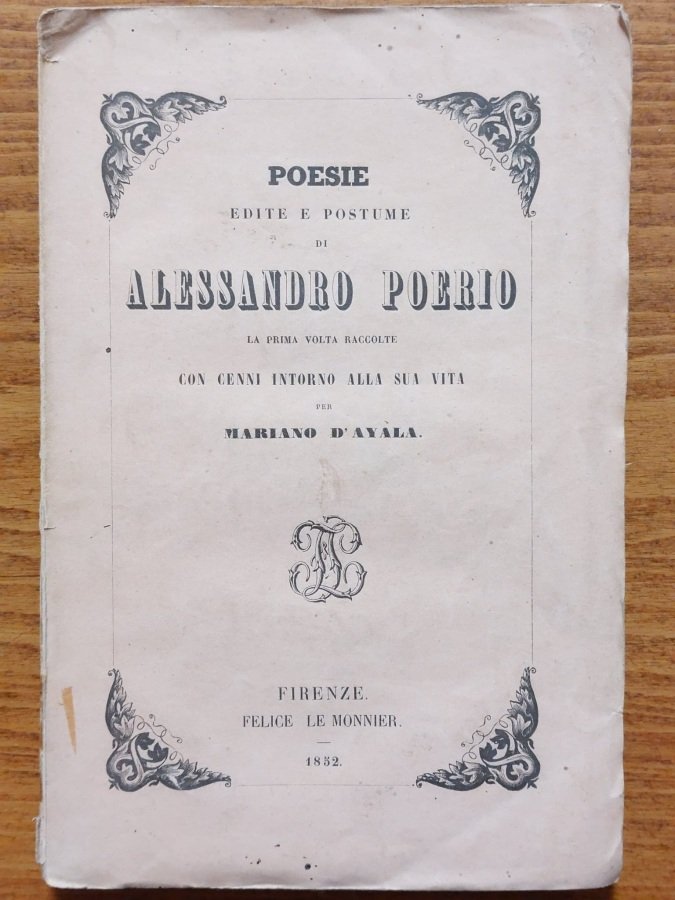 POESIE
EDITE E POSTUME
DI
ALESSANDRO POERIO
LA PRIMA VOLTA RACCOLTE
CON CENNI INTORNO ALLA SUA VITA
PER
MARIANO D'AYÀLA.
FIRENZE.
FELICE LE MONNIER.
1852.